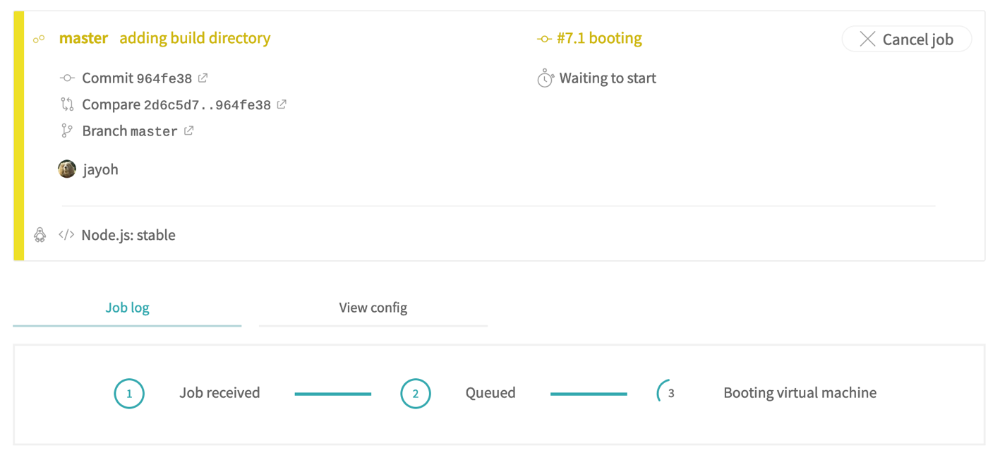 master adding build directory
#7.1 booting
Cancel job
Commit 964fe38
Waiting to start
Compare 2d6c5d7..964fe38
Branch master
jayoh
</> Node.js: stable
Job log
View config
1 Job received
2 Queued
3 Booting virtual machine